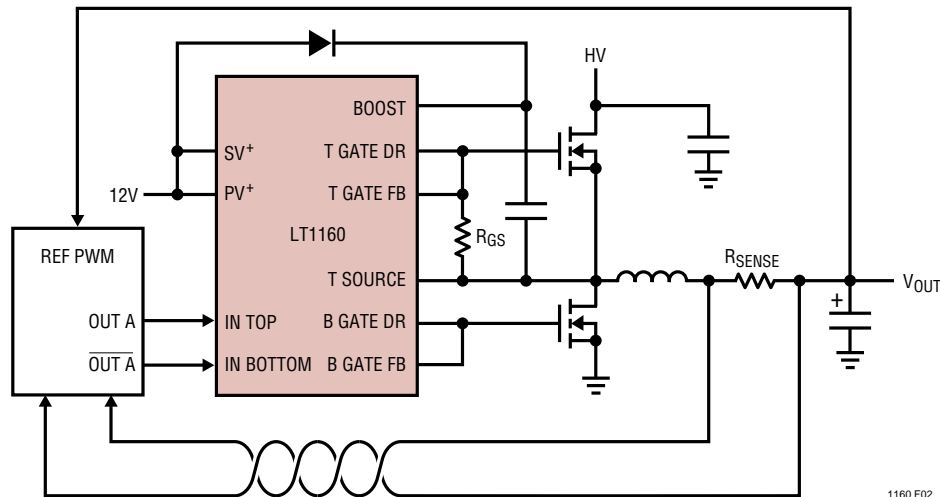 HV
BOOST
SV+
T GATE DR
12V
PV+
T GATE FB
LT1160
RGS
REF PWM
T SOURCE
RSENSE
VOUT
+
OUT A
IN TOP
B GATE DR
OUT A
IN BOTTOM
B GATE FB
1160 F02